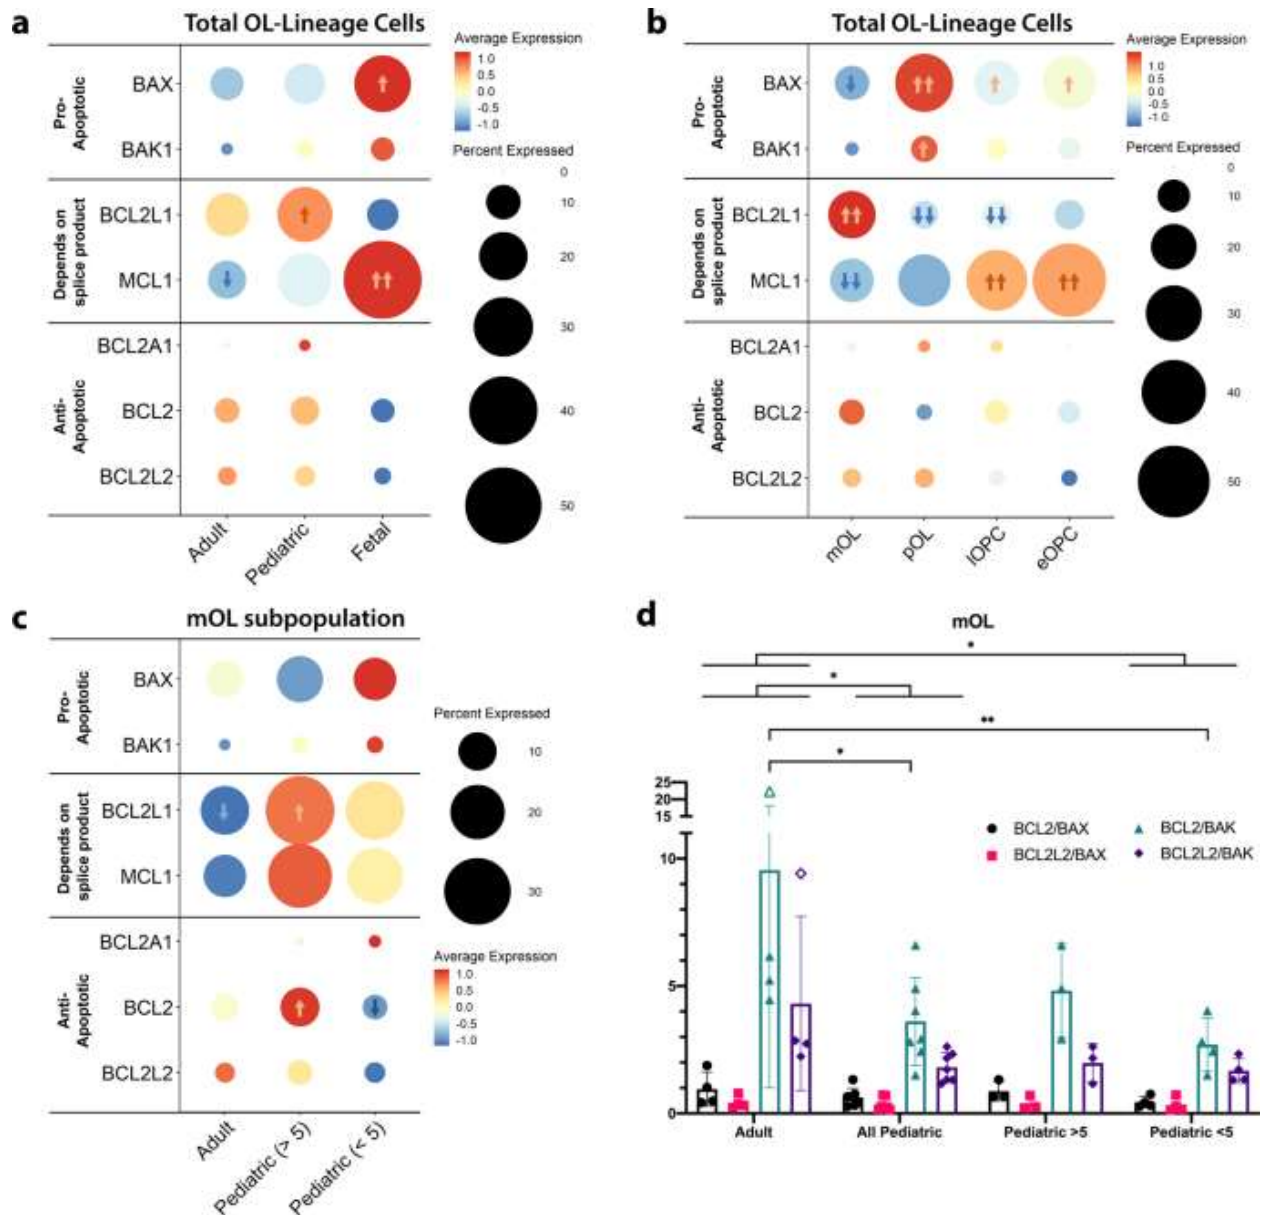 a
Total OL-Lineage Cells
Pro-
Apoptotic
Depends on
splice product
Anti-
Apoptotic
BAX
BAK1
BCL2L1
MCL1
BCL2A1
BCL2
BCL2L2
Adult
Pediatric
Fetal
Average Expression
1.0
0.5
0.0
-0.5
-1.0
Percent Expressed
0
10
20
30
40
50
b
Total OL-Lineage Cells
Pro-
Apoptotic
Depends on
splice product
Anti-
Apoptotic
BAX
BAK1
BCL2L1
MCL1
BCL2A1
BCL2
BCL2L2
mOL
pOL
lOPC
eOPC
Average Expression
1.0
0.5
0.0
-0.5
-1.0
Percent Expressed
0
10
20
30
40
50
c
mOL subpopulation
Pro-
Apoptotic
Depends on
splice product
Anti-
Apoptotic
BAX
BAK1
BCL2L1
MCL1
BCL2A1
BCL2
BCL2L2
Adult
Pediatric (> 5)
Pediatric (< 5)
Percent Expressed
10
20
30
Average Expression
1.0
0.5
0.0
-0.5
-1.0
d
mOL
*
*
**
*
25
20
15
10
5
0
BCL2/BAX
BCL2L2/BAX
BCL2/BAK
BCL2L2/BAK
Adult
All Pediatric
Pediatric >5
Pediatric <5